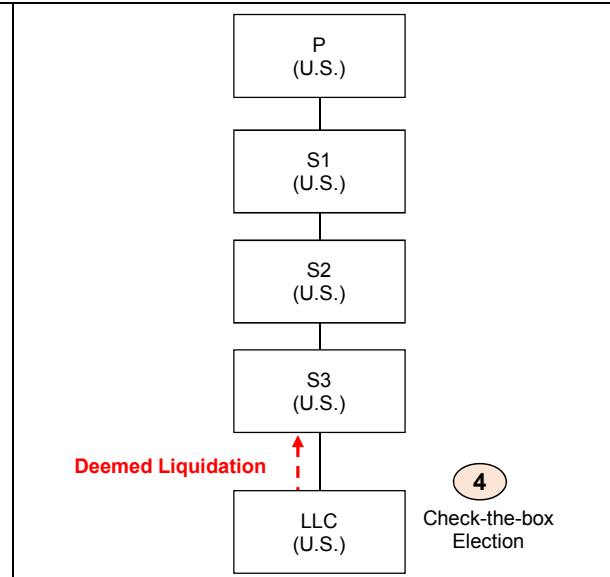 P
(U.S.)
S1
(U.S.)
S2
(U.S.)
S3
(U.S.)
Deemed Liquidation
4
LLC
(U.S.)
Check-the-box
Election